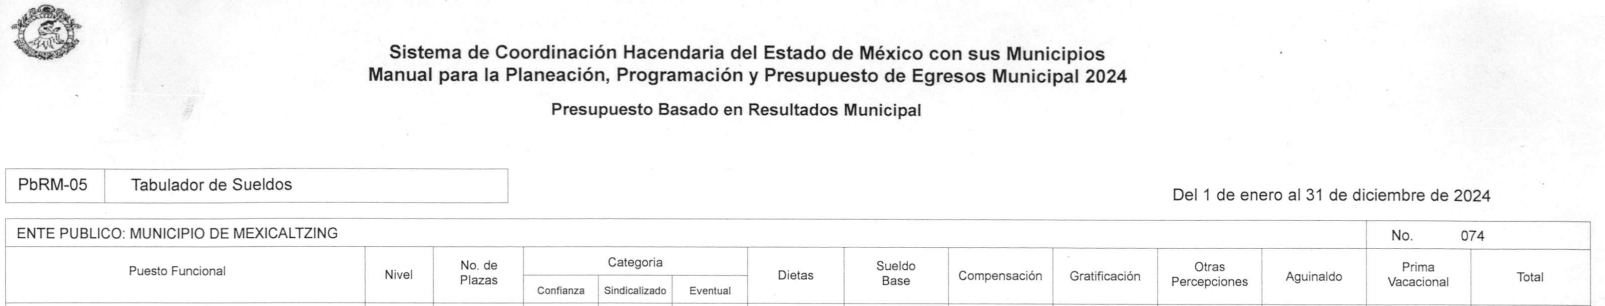 Sistema de Coordinación Hacendaria del Estado de México con sus Municipios
Manual para la Planeación, Programación y Presupuesto de Egresos Municipal 2024
Presupuesto Basado en Resultados Municipal
PbRM-05 Tabulador de Sueldos
Del 1 de enero al 31 de diciembre de 2024
ENTE PUBLICO: MUNICIPIO DE MEXICALTZING No. 074
Puesto Funcional Nivel No. de Plazas Categoria Dietas Sueldo Base Compensación Gratificación Otras Percepciones Aguinaldo Prima Vacacional Total
Confianza Sindicalizado Eventual